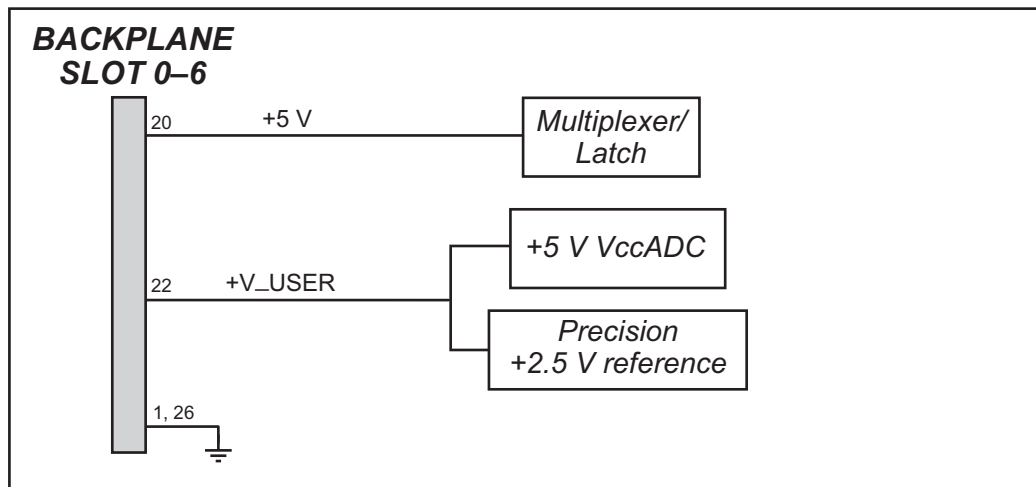 BACKPLANE
SLOT 0–6
20
+5 V
Multiplexer/
Latch
+5 V VccADC
22
+V_USER
Precision
+2.5 V reference
1, 26